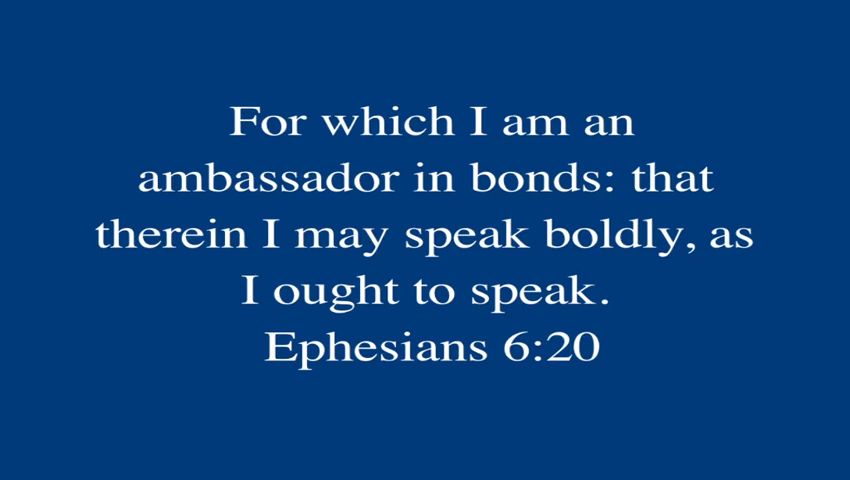 For which I am an
ambassador in bonds: that
therein I may speak boldly, as
I ought to speak.
Ephesians 6:20